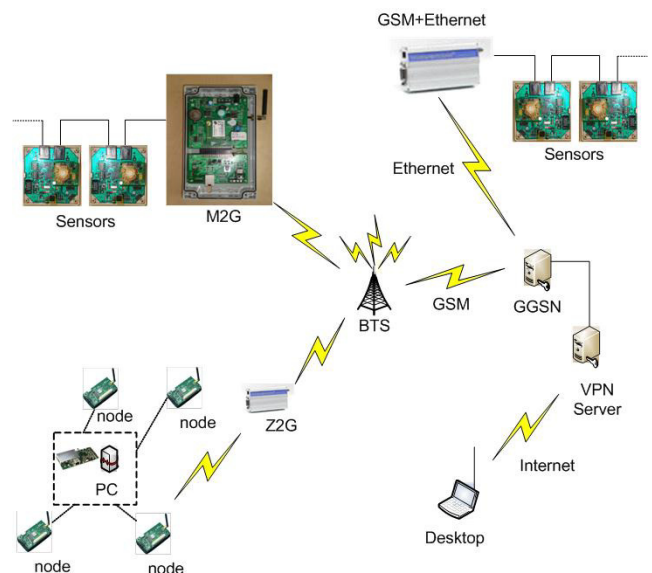 GSM+Ethernet
Sensors
Ethernet
Sensors
M2G
GSM
GGSN
BTS
VPN
Server
node
node
Z2G
Internet
PC
Desktop
node
node